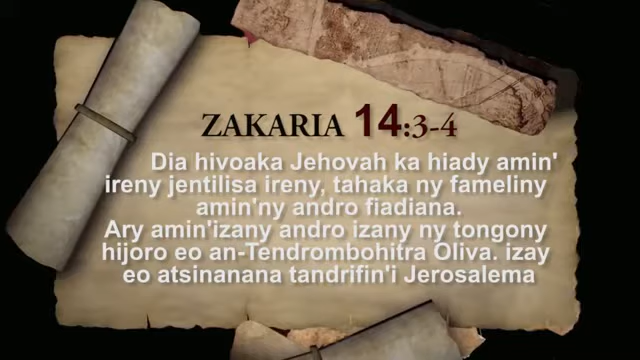 ZAKARIA 14:3-4
Dia hivoaka Jehovah ka hiady amin'
ireny jentilisa ireny, tahaka ny fameliny
amin'ny andro fiadiana.
Ary amin'izany andro izany ny tongony
hijoro eo an-Tendrombohitra Oliva. izay
eo atsinanana tandrifin'i Jerosalema